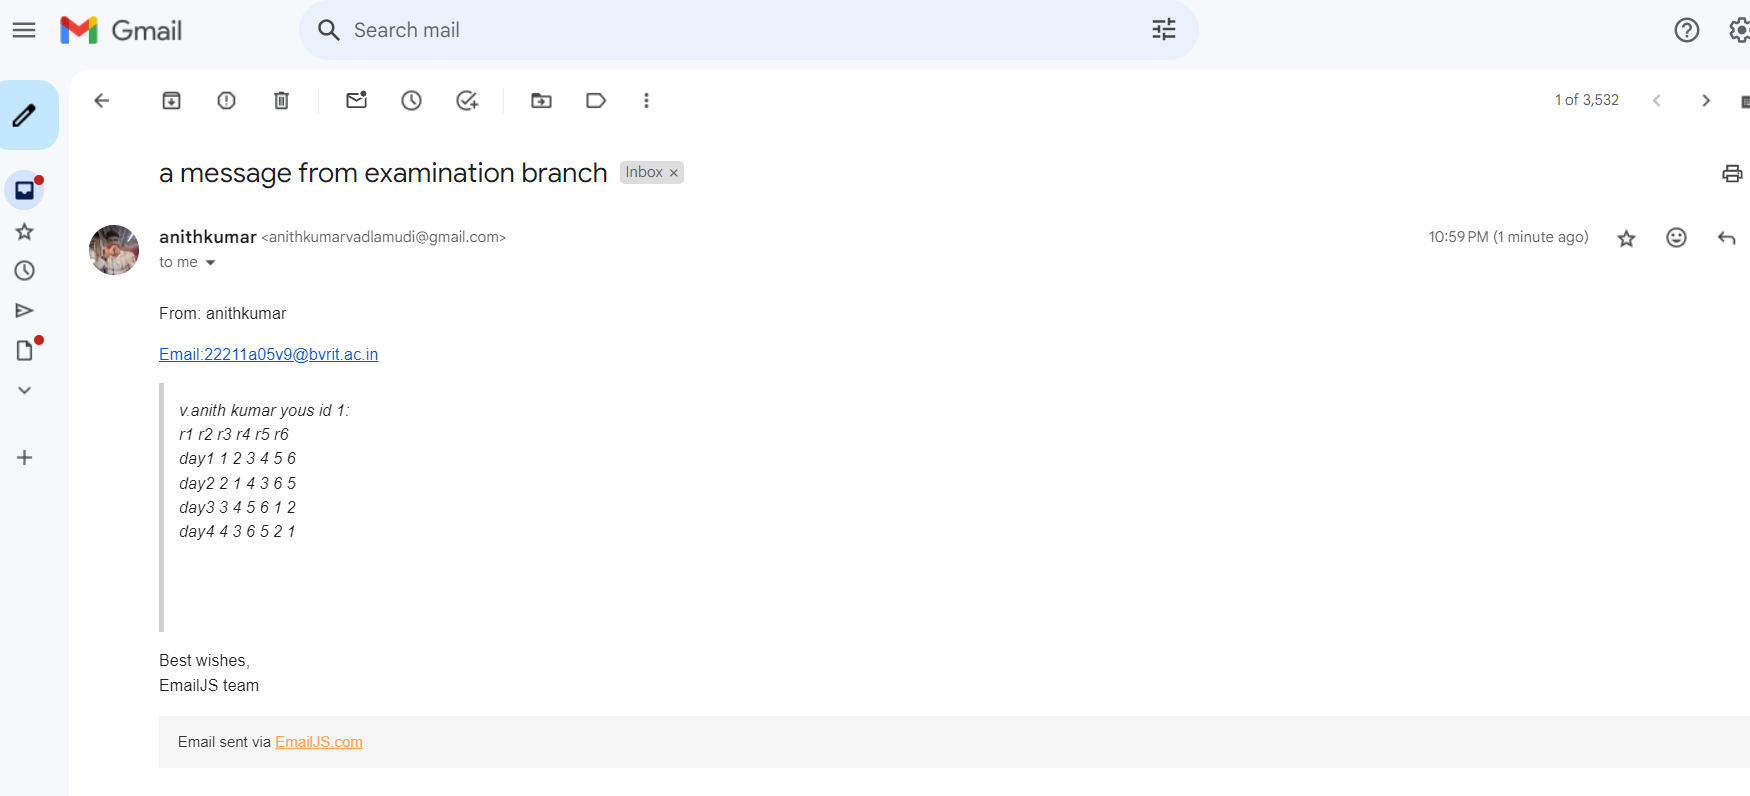 Gmail
Search mail
1 of 3,532
a message from examination branch Inbox ×
anithkumar <anithkumarvadlamudi@gmail.com> 10:59 PM (1 minute ago)
to me
From: anithkumar
Email:22211a05v9@bvrit.ac.in
v.anith kumar yous id 1:
r1 r2 r3 r4 r5 r6
day1 1 2 3 4 5 6
day2 2 1 4 3 6 5
day3 3 4 5 6 1 2
day4 4 3 6 5 2 1
Best wishes,
EmailJS team
Email sent via EmailJS.com